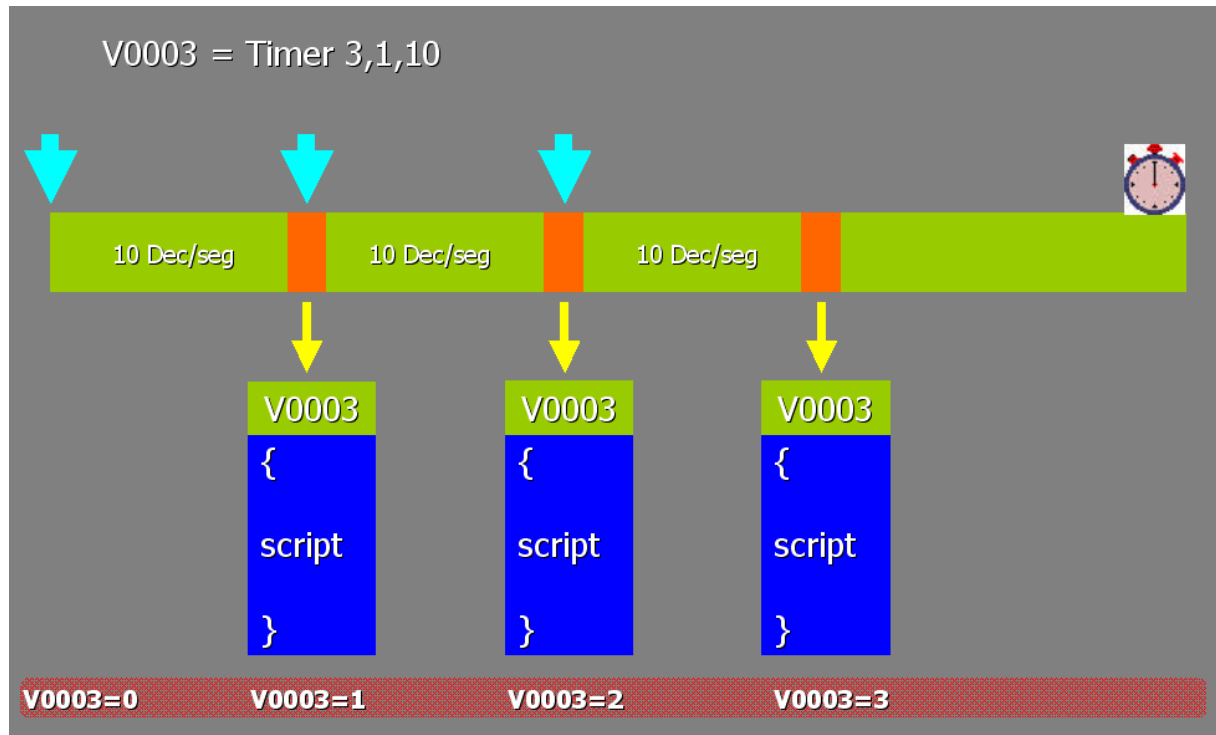 V0003 = Timer 3,1,10
10 Dec/seg
10 Dec/seg
10 Dec/seg
V0003
{
script
}
V0003
{
script
}
V0003
{
script
}
V0003=0
V0003=1
V0003=2
V0003=3